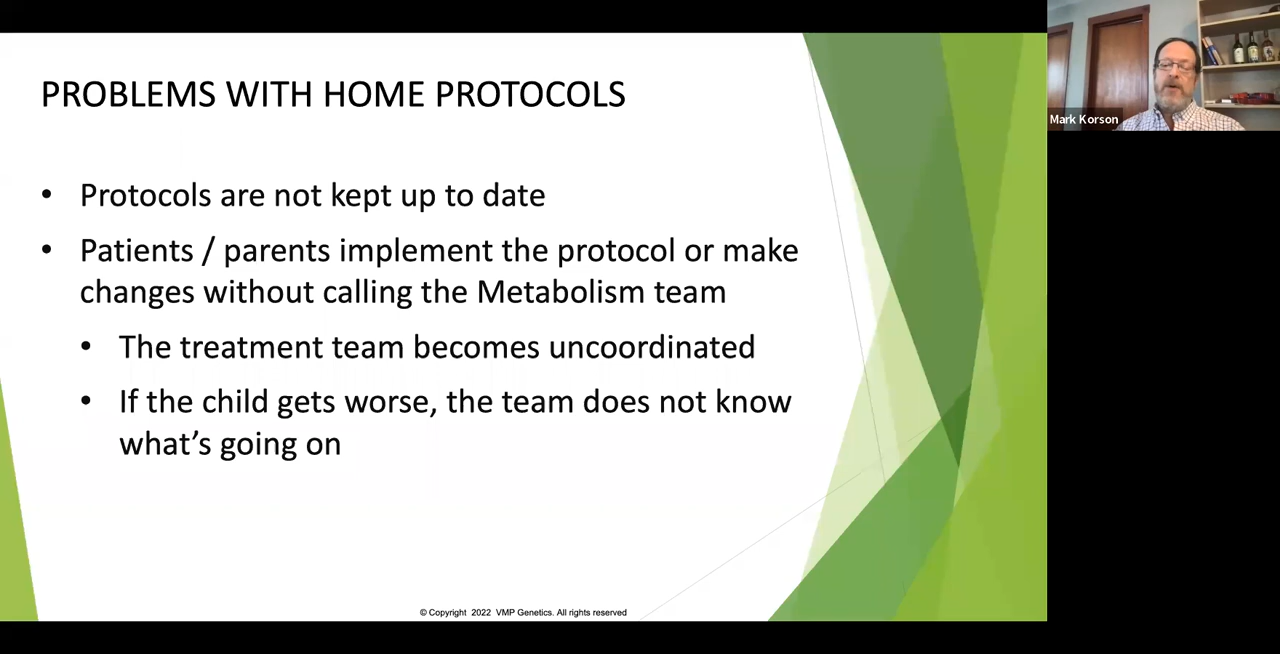 PROBLEMS WITH HOME PROTOCOLS
• Protocols are not kept up to date
• Patients / parents implement the protocol or make
changes without calling the Metabolism team
• The treatment team becomes uncoordinated
• If the child gets worse, the team does not know
what's going on
© Copyright 2022 VMP Genetics. All rights reserved
Mark Korson